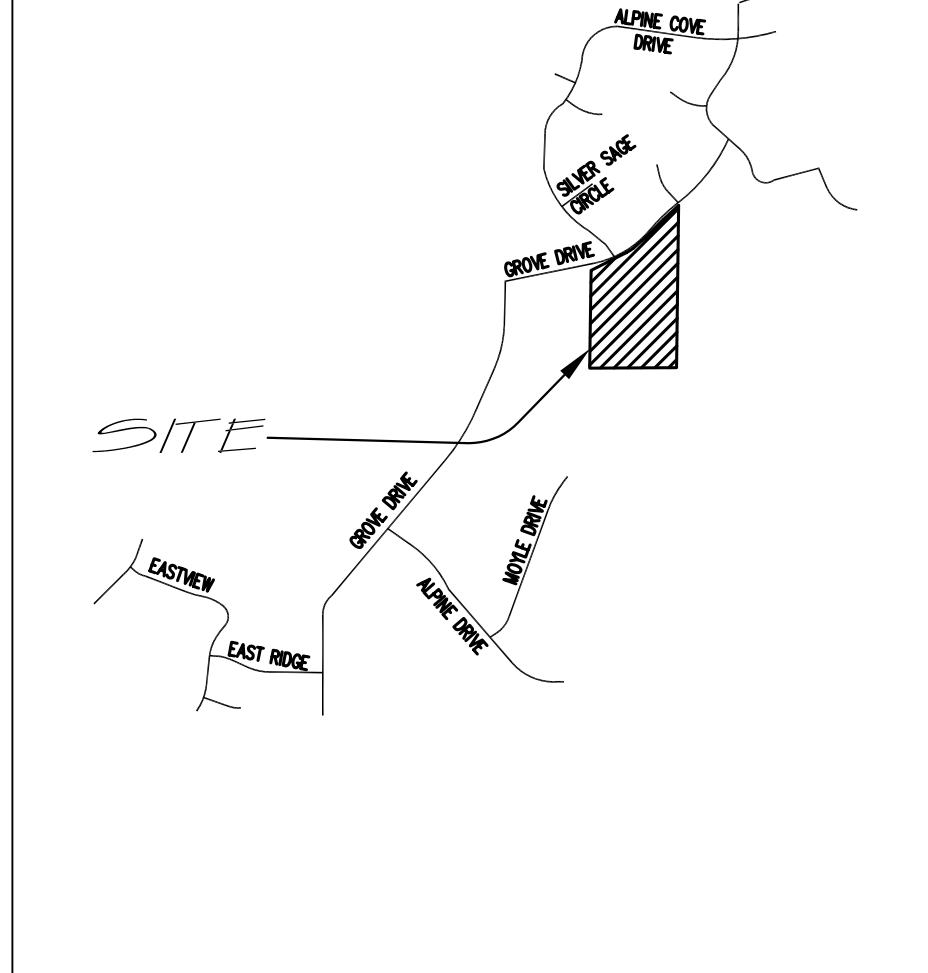 ALPINE COVE
DRIVE
SILVER SAGE
CIRCLE
GROVE DRIVE
SITE
GROVE DRIVE
MOYLE DRIVE
EASTVIEW
ALPINE DRIVE
EAST RIDGE